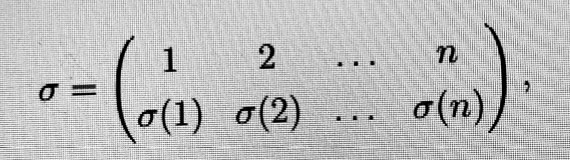 σ = ( 1 2 ... n
σ(1) σ(2) ... σ(n) ) ,